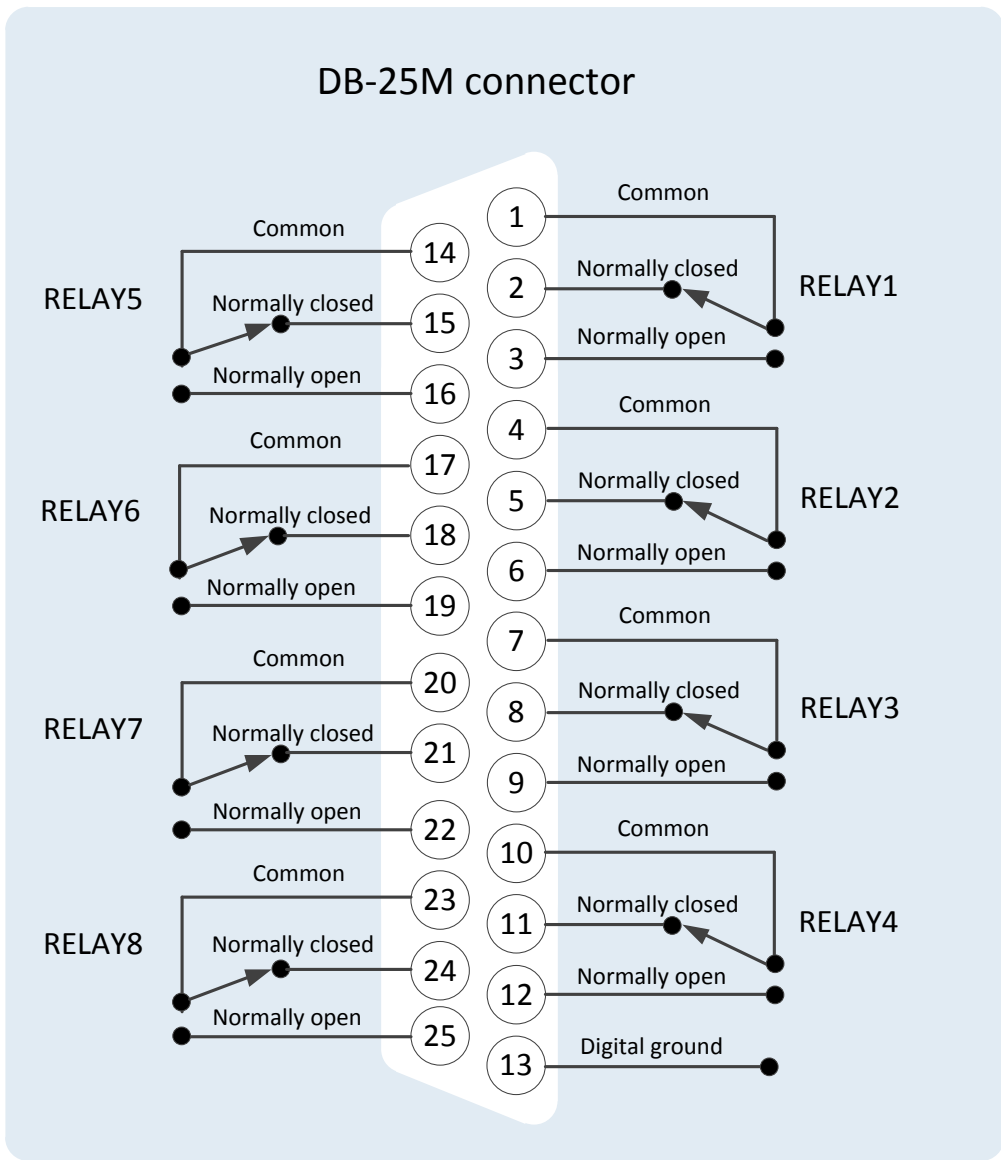 DB-25M connector
RELAY5
Common
14
Normally closed
15
Normally open
16
RELAY6
Common
17
Normally closed
18
Normally open
19
RELAY7
Common
20
Normally closed
21
Normally open
22
RELAY8
Common
23
Normally closed
24
Normally open
25
1
Common
2
Normally closed
RELAY1
3
Normally open
4
Common
5
Normally closed
RELAY2
6
Normally open
7
Common
8
Normally closed
RELAY3
9
Normally open
10
Common
11
Normally closed
RELAY4
12
Normally open
13
Digital ground